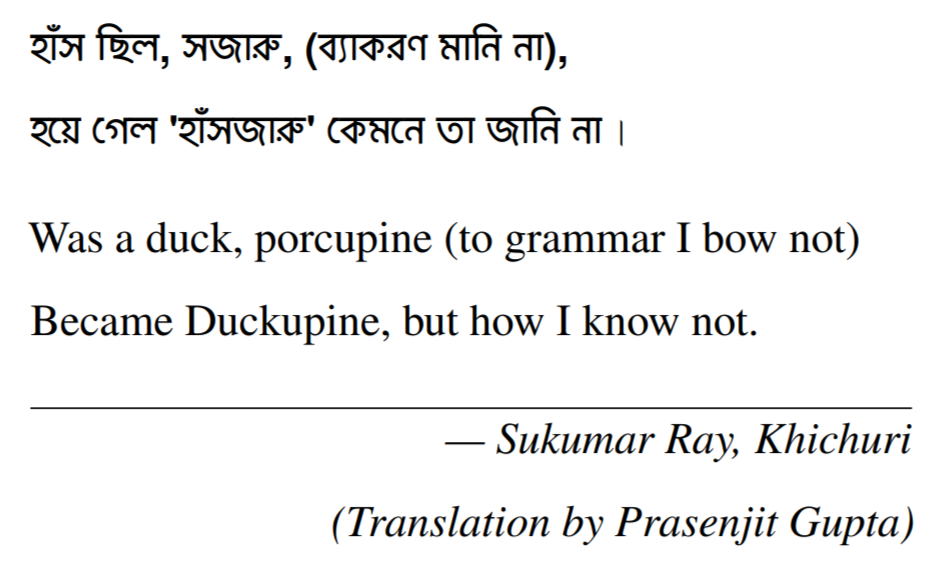 হাঁস ছিল, সজারু, (ব্যাকরণ মানি না),
হয়ে গেল 'হাঁসজারু' কেমনে তা জানি না।
Was a duck, porcupine (to grammar I bow not)
Became Duckupine, but how I know not.
— Sukumar Ray, Khichuri
(Translation by Prasenjit Gupta)